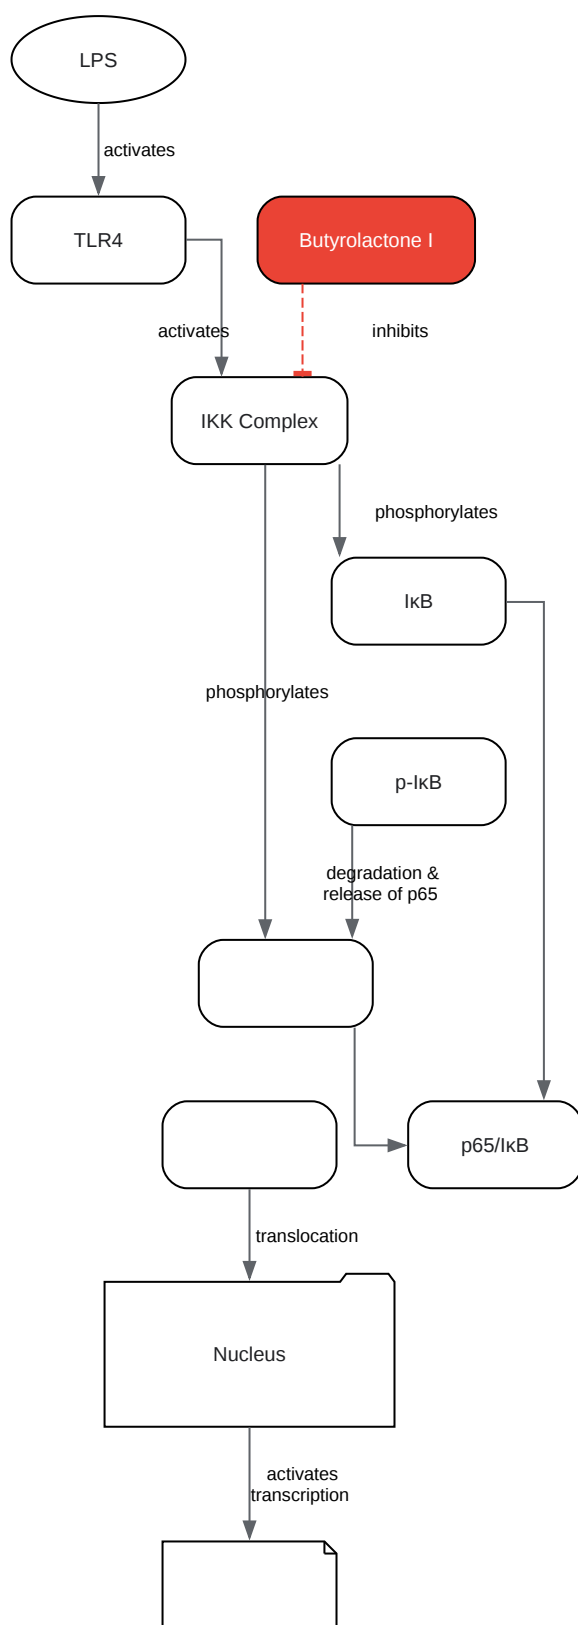 LPS
activates
TLR4
Butyrolactone I
activates
inhibits
IKK Complex
phosphorylates
IκB
phosphorylates
p-IκB
degradation &
release of p65
p65/IκB
translocation
Nucleus
activates
transcription